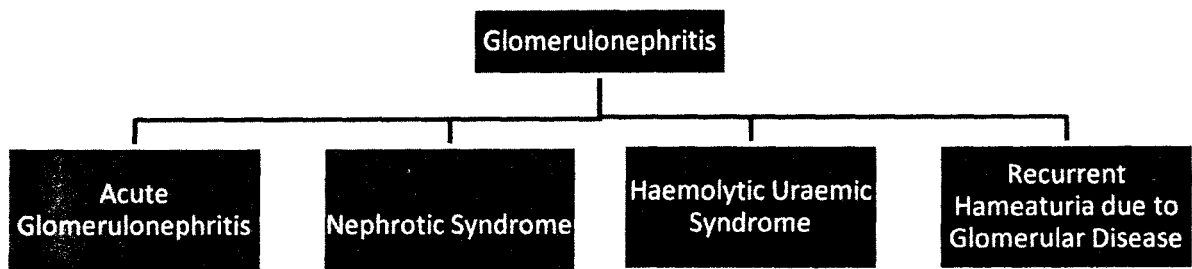 Glomerulonephritis
Acute
Glomerulonephritis
Nephrotic Syndrome
Haemolytic Uraemic
Syndrome
Recurrent
Hameaturia due to
Glomerular Disease